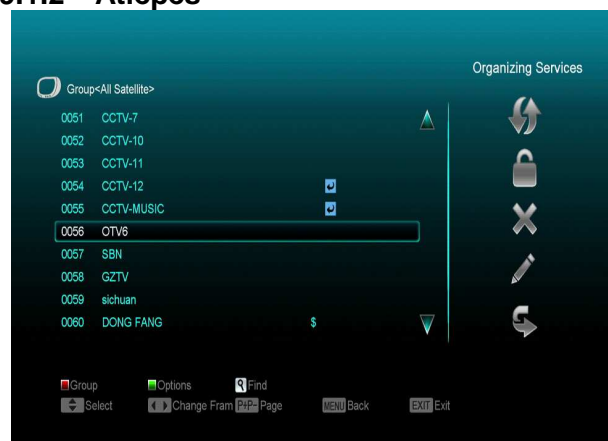 Organizing Services
Group<All Satellite>
0051 CCTV-7
0052 CCTV-10
0053 CCTV-11
0054 CCTV-12
0055 CCTV-MUSIC
0056 OTV6
0057 SBN
0058 GZTV
0059 sichuan
0060 DONG FANG $
Group Options Find
Select Change Fram P+P- Page MENU Back EXIT Exit